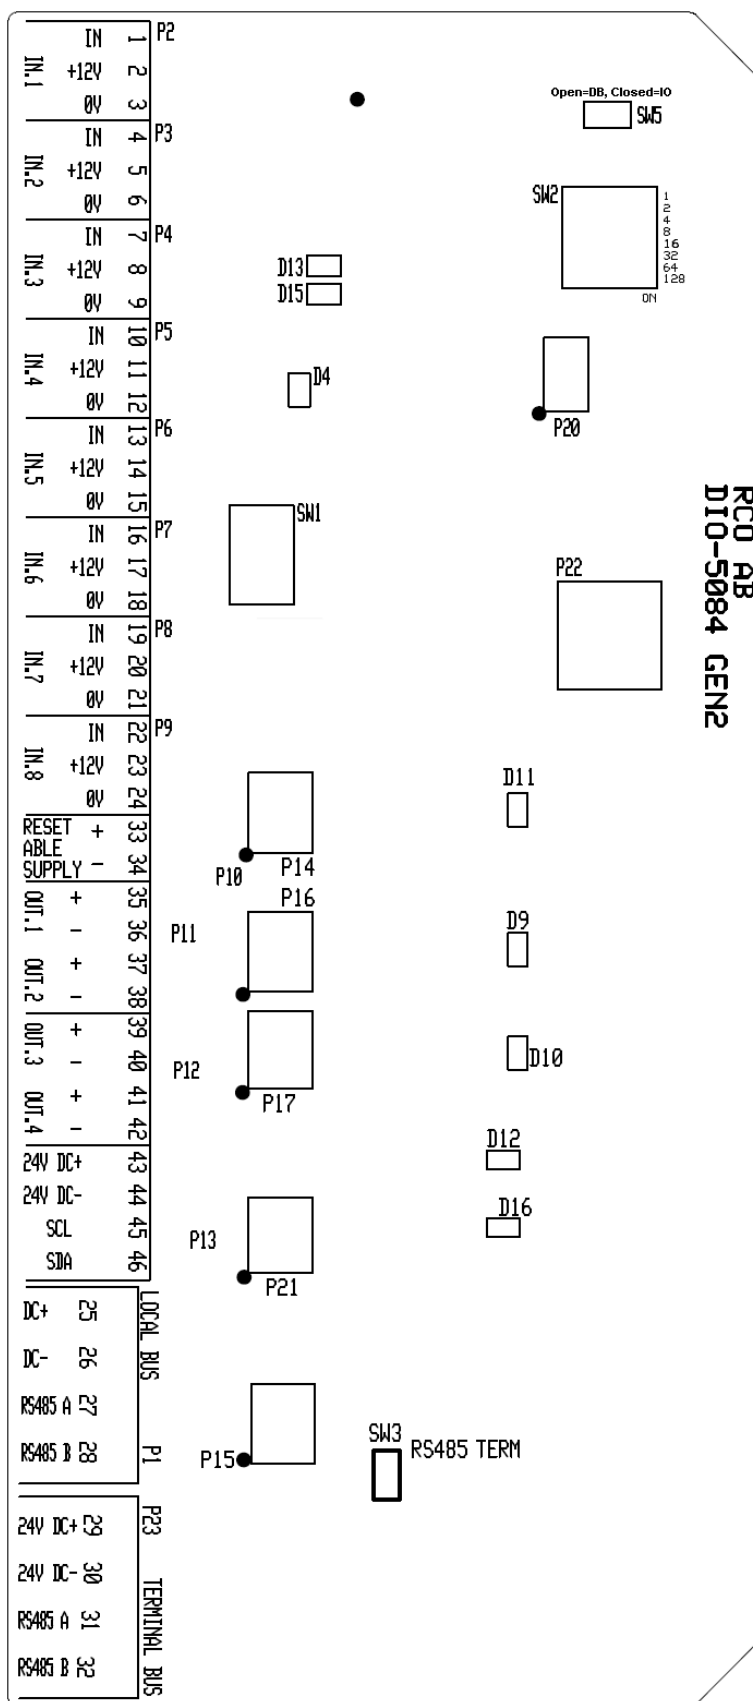 P2
IN.1
IN 1
+12V 2
0V 3
P3
IN.2
IN 4
+12V 5
0V 6
P4
IN.3
IN 7
+12V 8
0V 9
P5
IN.4
IN 10
+12V 11
0V 12
P6
IN.5
IN 13
+12V 14
0V 15
P7
IN.6
IN 16
+12V 17
0V 18
P8
IN.7
IN 19
+12V 20
0V 21
P9
IN.8
IN 22
+12V 23
0V 24
RESET + 33
ABLE
SUPPLY - 34
OUT.1
+ 35
- 36
OUT.2
+ 37
- 38
OUT.3
+ 39
- 40
OUT.4
+ 41
- 42
24V DC+ 43
24V DC- 44
SCL 45
SDA 46
LOCAL BUS
DC+ 25
DC- 26
RS485 A 27
RS485 B 28
P1
P23
24V DC+ 29
24V DC- 30
RS485 A 31
RS485 B 32
TERMINAL BUS
Open=DB, Closed=IO
SW5
SW2
1
2
4
8
16
32
64
128
ON
D13
D15
D4
P20
SW1
P22
RCO AB
DIO-5084 GEN2
D11
P10
P14
P16
P11
D9
P12
D10
P17
D12
D16
P13
P21
P15
SW3
RS485 TERM